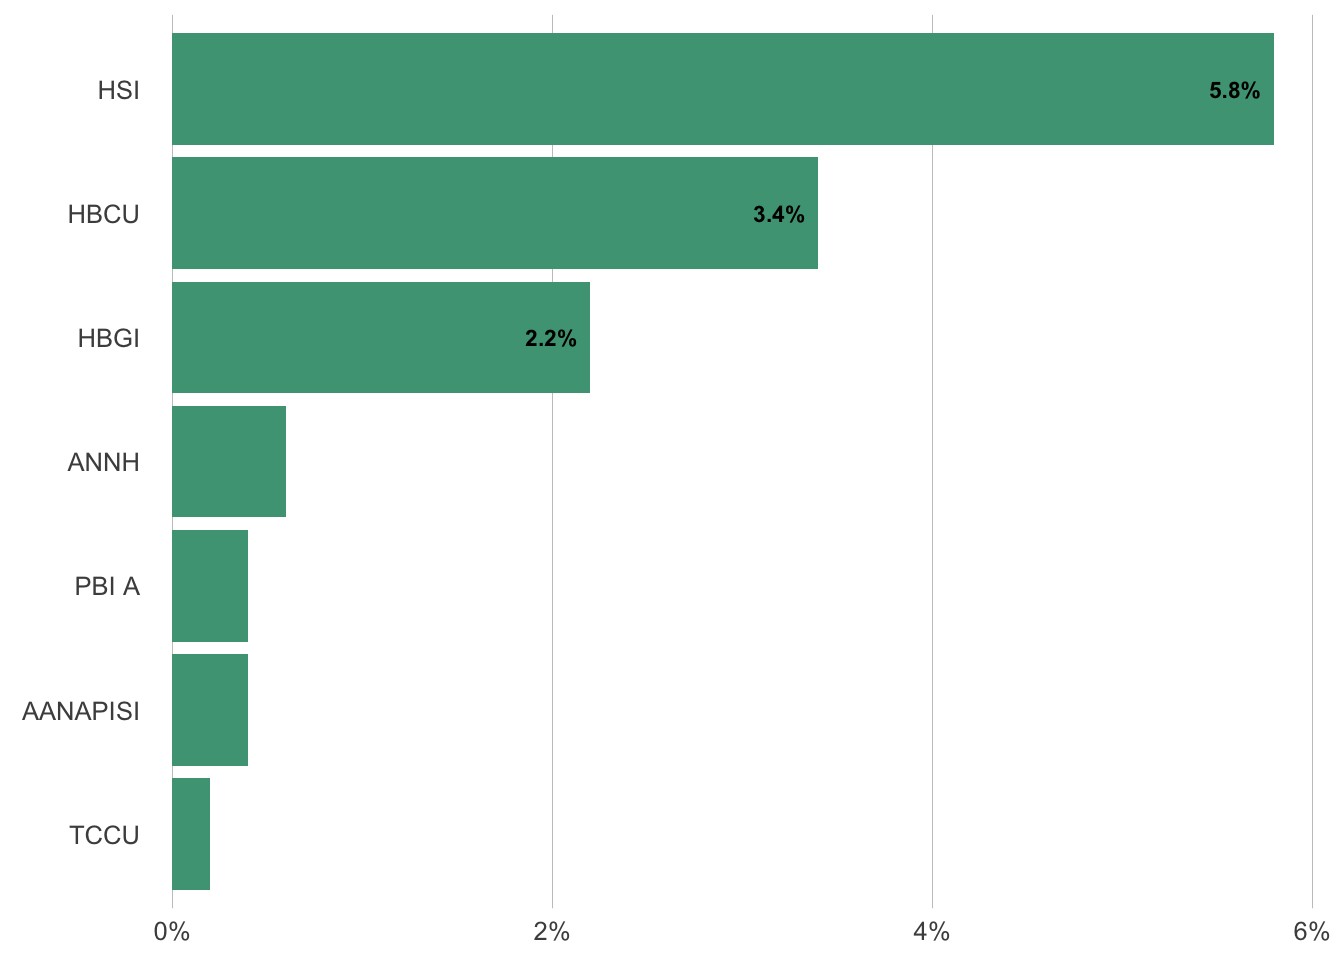 HSI
5.8%
HBCU
3.4%
HBGI
2.2%
ANNH
PBI A
AANAPISI
TCCU
0% 2% 4% 6%